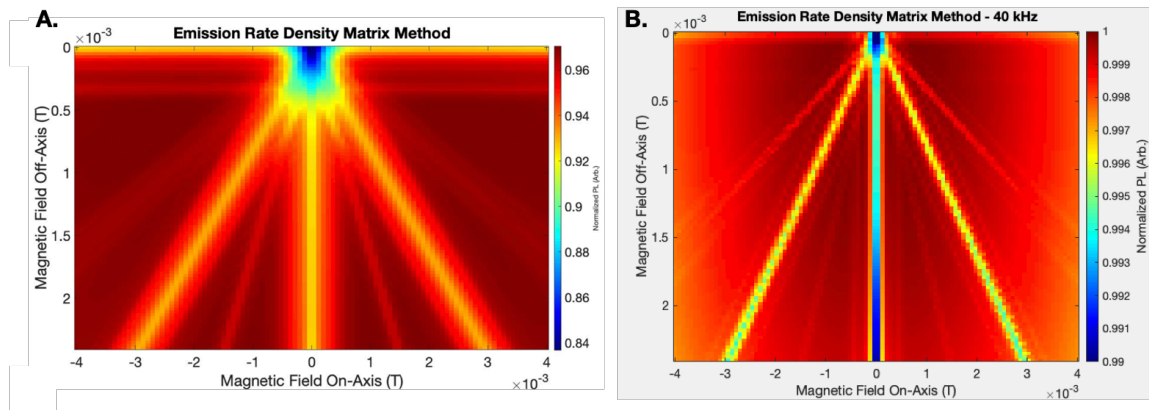 A.
Emission Rate Density Matrix Method
×10⁻³
0
0.5
1
1.5
2
Magnetic Field Off-Axis (T)
-4 -3 -2 -1 0 1 2 3 4
Magnetic Field On-Axis (T)
×10⁻³
0.96
0.94
0.92
0.9
0.88
0.86
0.84
Normalized PL (Arb.)
B.
Emission Rate Density Matrix Method - 40 kHz
×10⁻³
0
0.5
1
1.5
2
Magnetic Field Off-Axis (T)
-4 -3 -2 -1 0 1 2 3 4
Magnetic Field On-Axis (T)
×10⁻³
1
0.999
0.998
0.997
0.996
0.995
0.994
0.993
0.992
0.991
0.99
Normalized PL (Arb.)